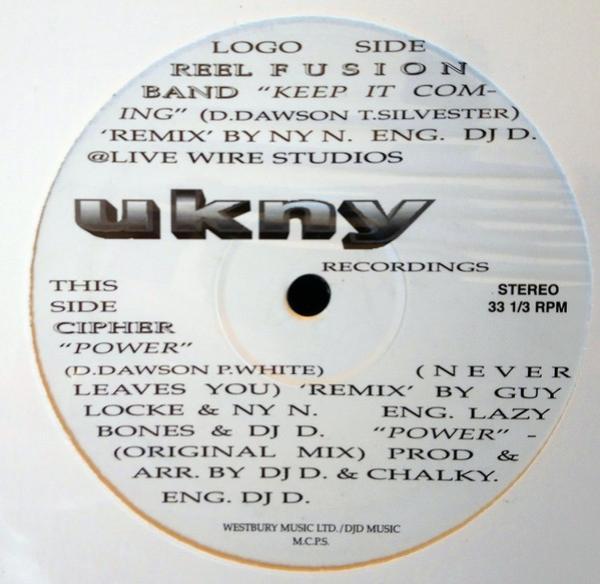 LOGO SIDE
REEL FUSION
BAND "KEEP IT COM-
ING" (D.DAWSON T.SILVESTER)
'REMIX' BY NY N. ENG. DJ D.
@LIVE WIRE STUDIOS
ukny
RECORDINGS
THIS
SIDE
STEREO
33 1/3 RPM
CIPHER
"POWER"
(D.DAWSON P.WHITE) (NEVER
LEAVES YOU) 'REMIX' BY GUY
LOCKE & NY N. ENG. LAZY
BONES & DJ D. "POWER" -
(ORIGINAL MIX) PROD &
ARR. BY DJ D. & CHALKY.
ENG. DJ D.
WESTBURY MUSIC LTD./DJD MUSIC
M.C.P.S.